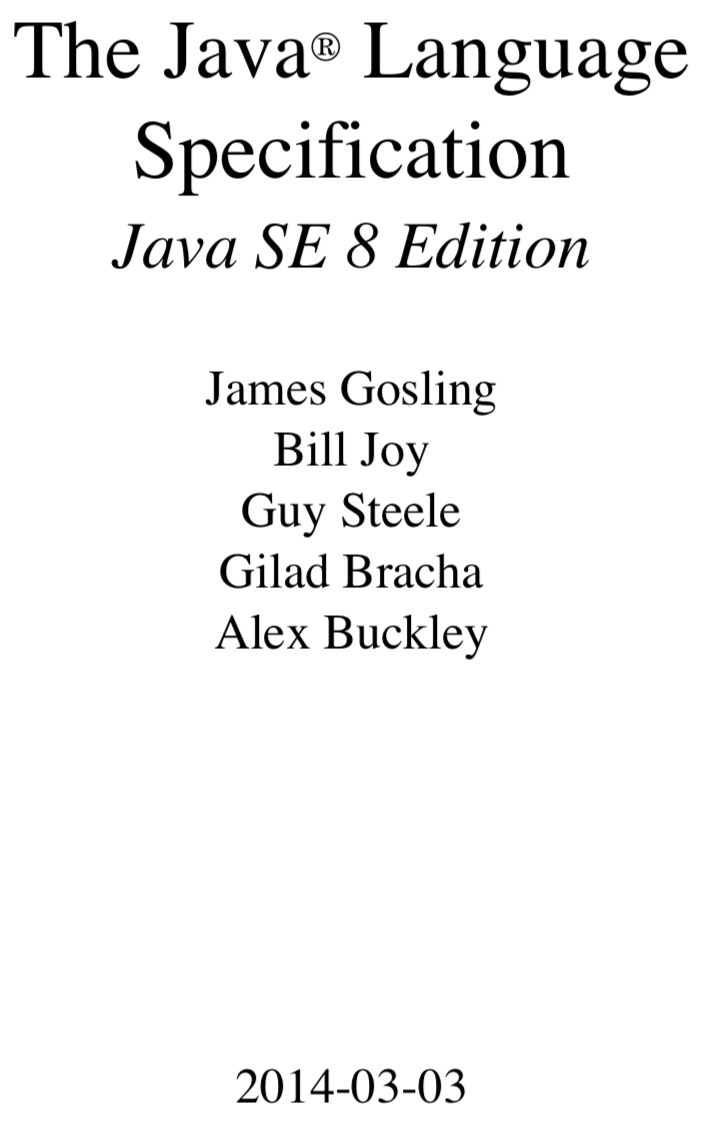 The Java® Language
Specification
Java SE 8 Edition
James Gosling
Bill Joy
Guy Steele
Gilad Bracha
Alex Buckley
2014-03-03